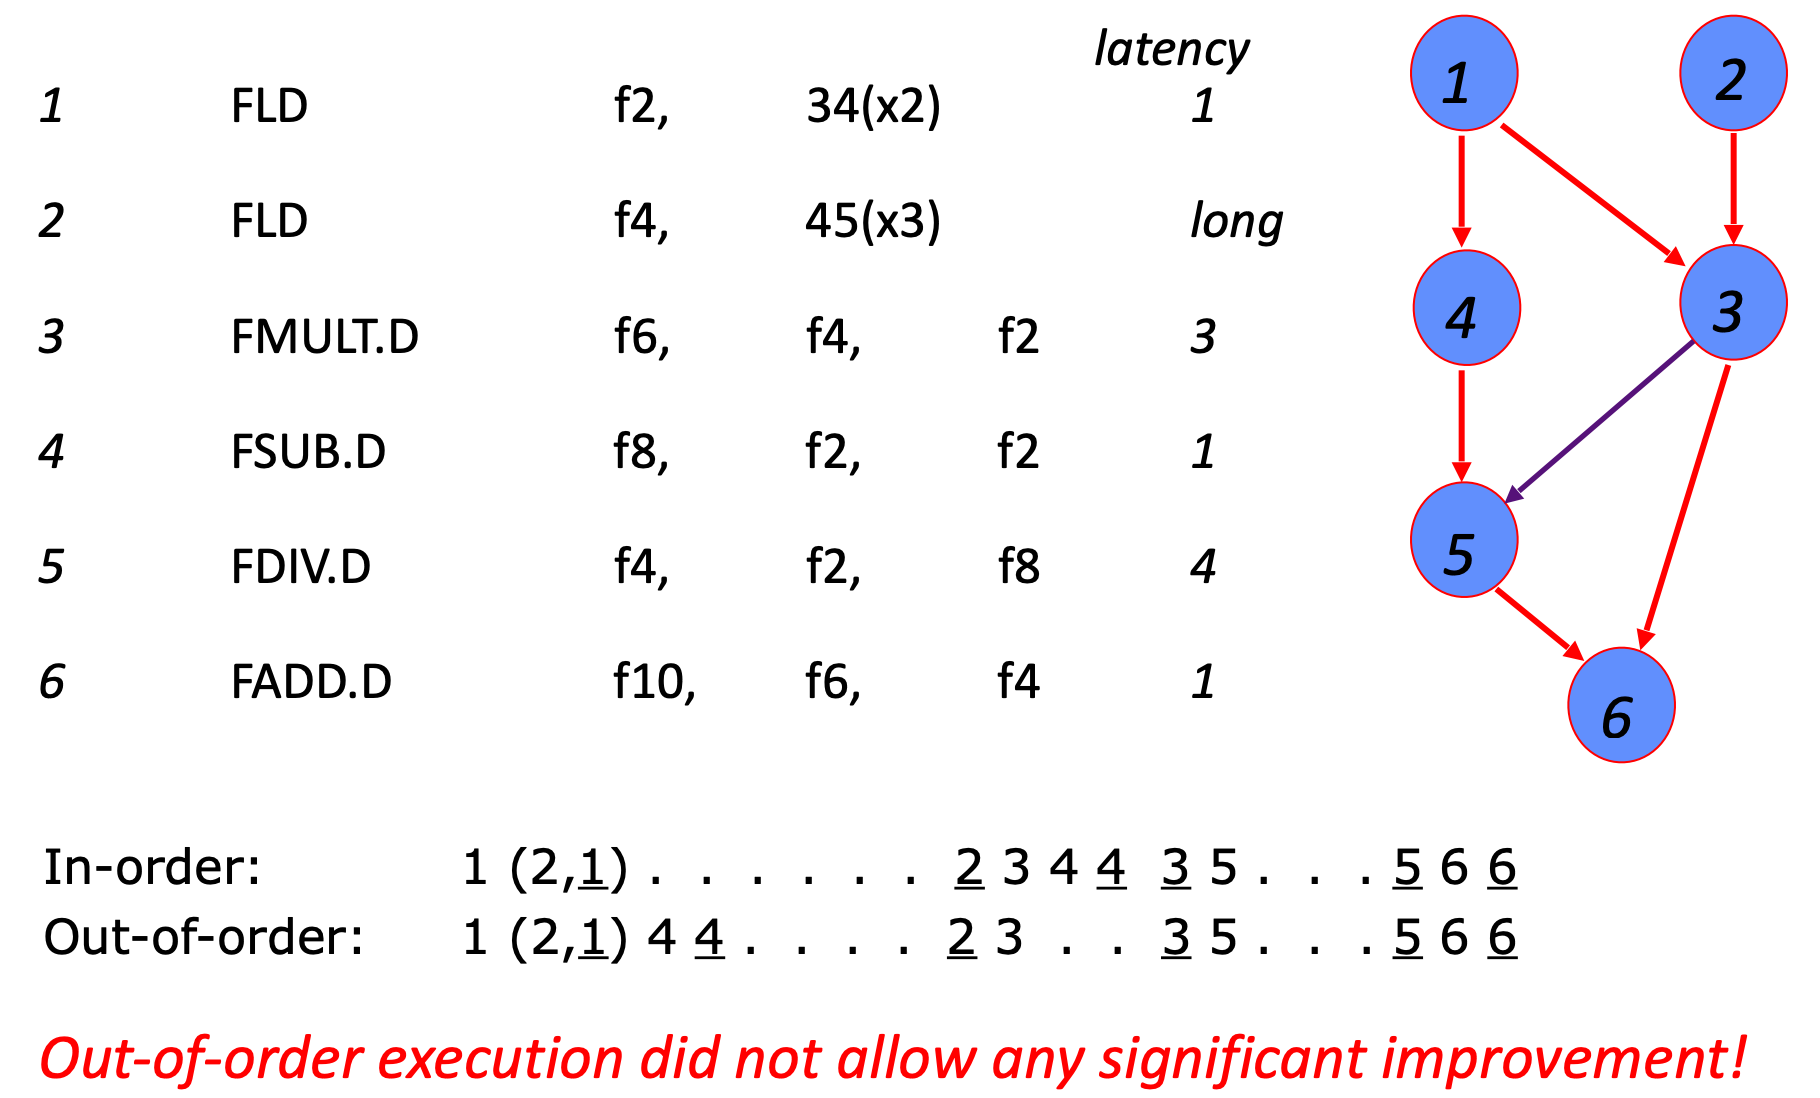 latency
1 FLD f2, 34(x2) 1
2 FLD f4, 45(x3) long
3 FMULT.D f6, f4, f2 3
4 FSUB.D f8, f2, f2 1
5 FDIV.D f4, f2, f8 4
6 FADD.D f10, f6, f4 1
1 2
4 3
5
6
In-order: 1 (2,1) . . . . . . 2 3 4 4 3 5 . . . 5 6 6
Out-of-order: 1 (2,1) 4 4 . . . . 2 3 . . 3 5 . . . 5 6 6
Out-of-order execution did not allow any significant improvement!